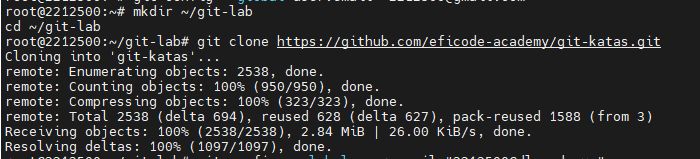 root@2212500:~# mkdir ~/git-lab
cd ~/git-lab
root@2212500:~/git-lab# git clone https://github.com/eficode-academy/git-katas.git
Cloning into 'git-katas'...
remote: Enumerating objects: 2538, done.
remote: Counting objects: 100% (950/950), done.
remote: Compressing objects: 100% (323/323), done.
remote: Total 2538 (delta 694), reused 628 (delta 627), pack-reused 1588 (from 3)
Receiving objects: 100% (2538/2538), 2.84 MiB | 26.00 KiB/s, done.
Resolving deltas: 100% (1097/1097), done.